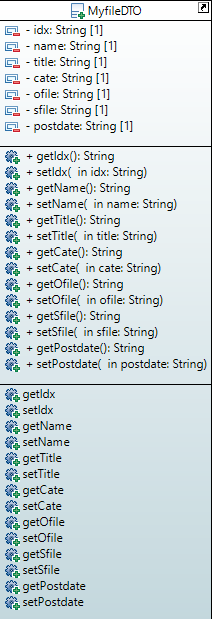 MyfileDTO
- idx: String [1]
- name: String [1]
- title: String [1]
- cate: String [1]
- ofile: String [1]
- sfile: String [1]
- postdate: String [1]
+ getIdx(): String
+ setIdx( in idx: String)
+ getName(): String
+ setName( in name: String)
+ getTitle(): String
+ setTitle( in title: String)
+ getCate(): String
+ setCate( in cate: String)
+ getOfile(): String
+ setOfile( in ofile: String)
+ getSfile(): String
+ setSfile( in sfile: String)
+ getPostdate(): String
+ setPostdate( in postdate: String)
getIdx
setIdx
getName
setName
getTitle
setTitle
getCate
setCate
getOfile
setOfile
getSfile
setSfile
getPostdate
setPostdate